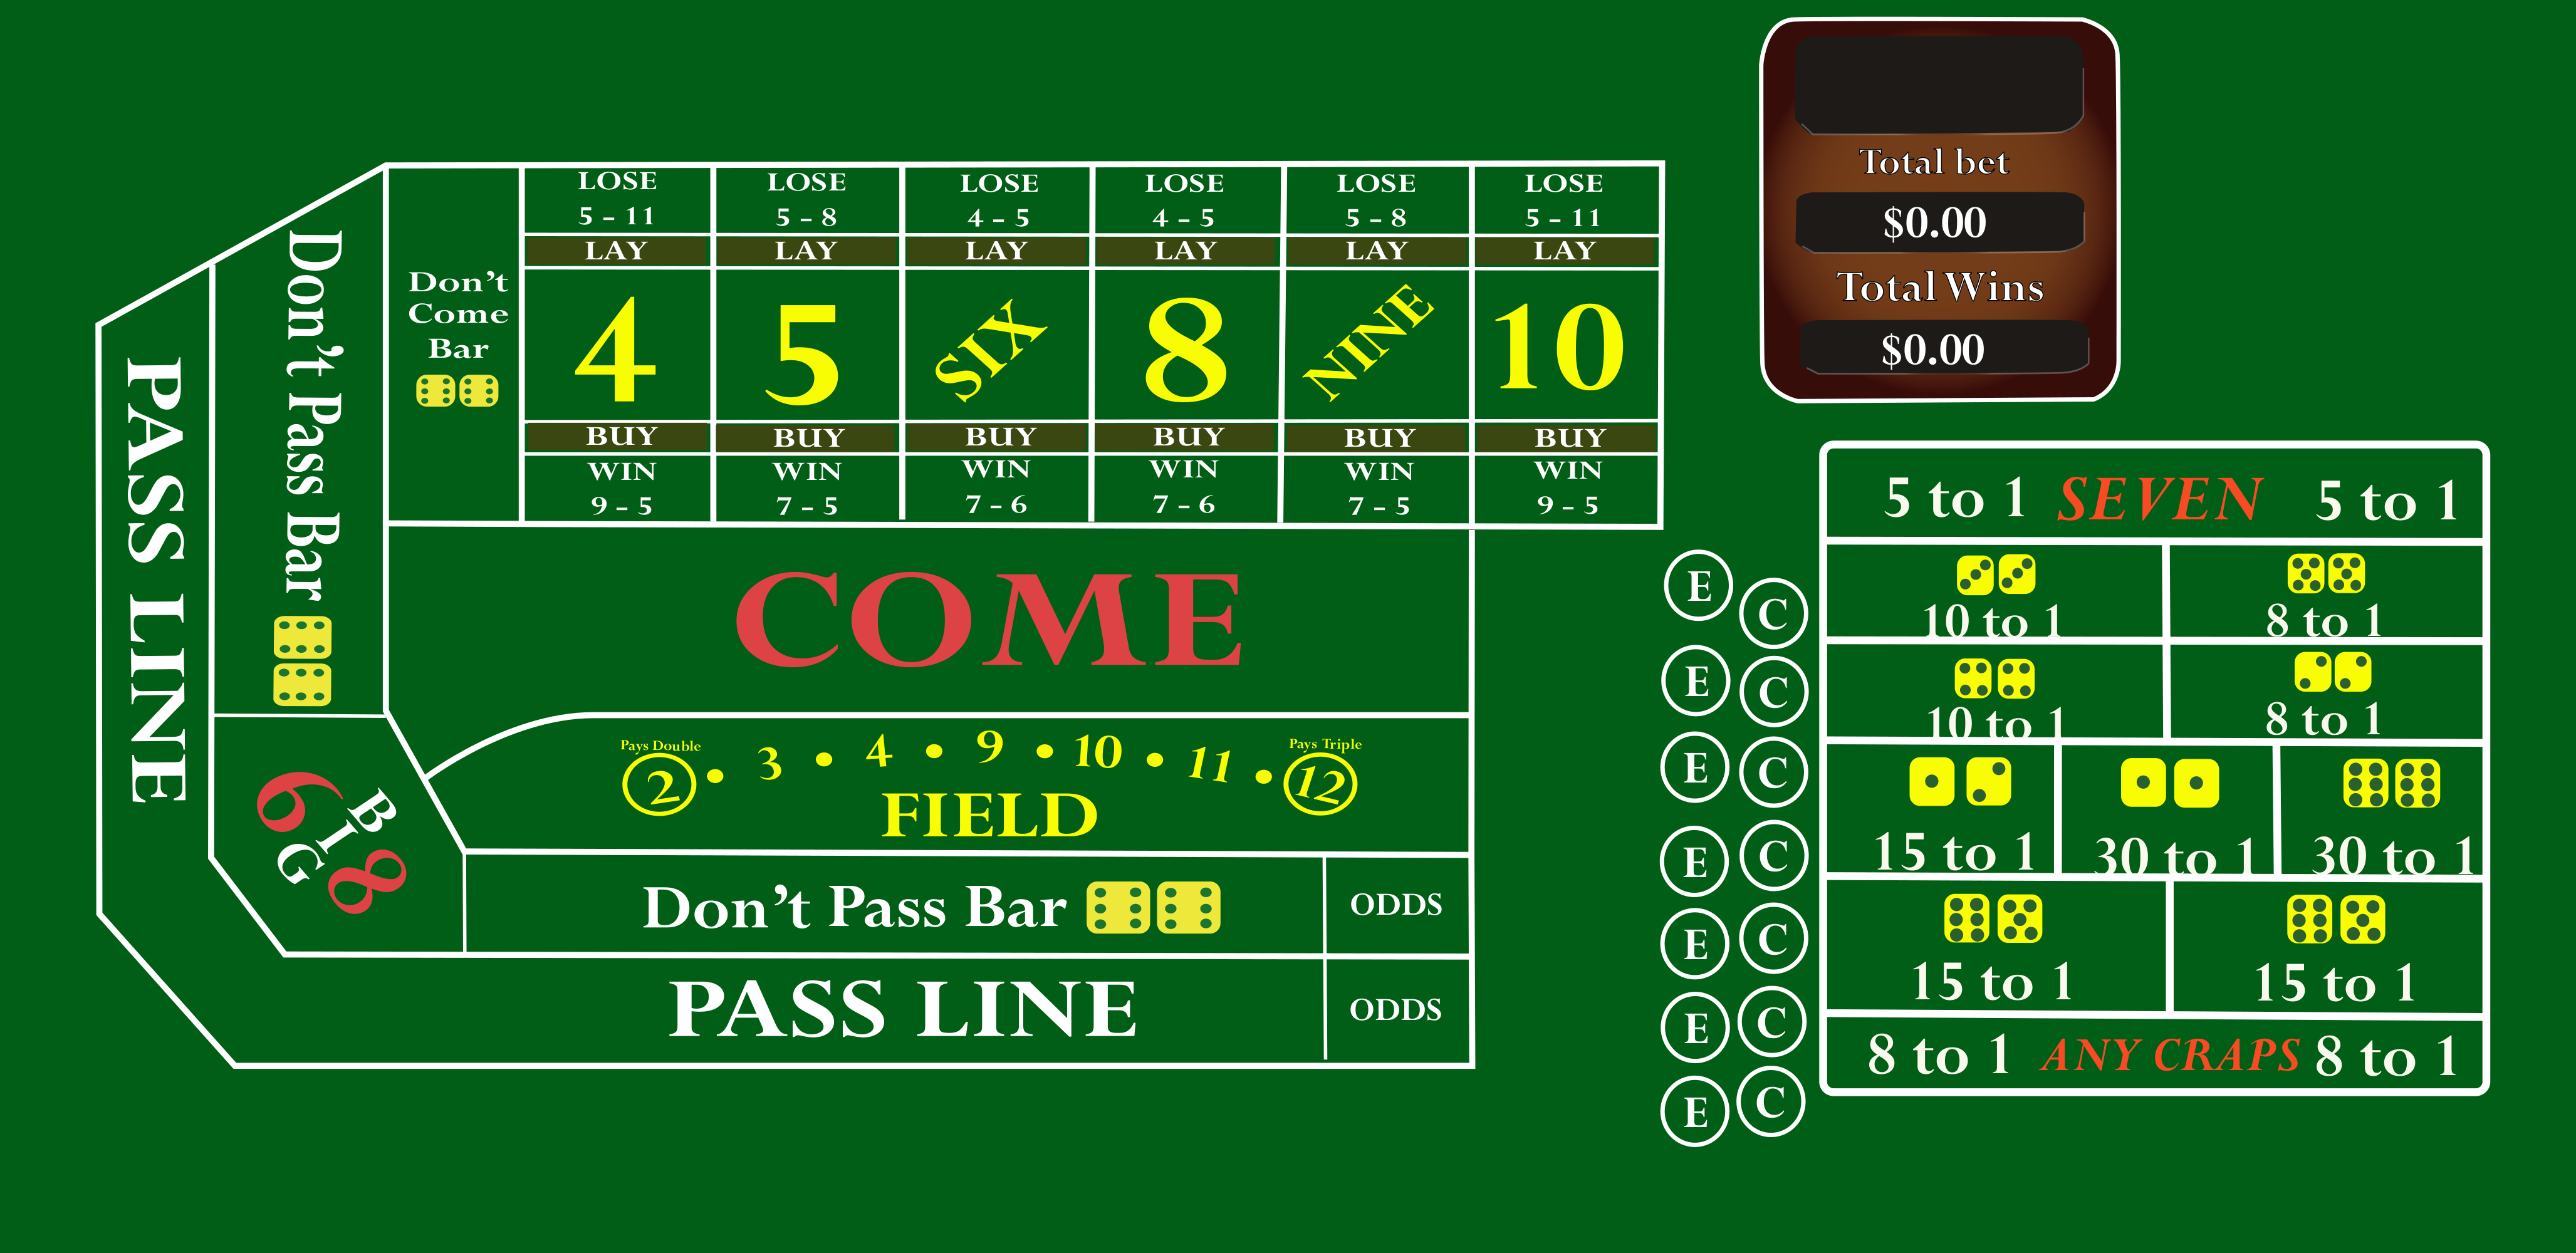 Total bet
$0.00
Total Wins
$0.00
LOSE
5 – 11
LAY
4
BUY
WIN
9 – 5
LOSE
5 – 8
LAY
5
BUY
WIN
7 – 5
LOSE
4 – 5
LAY
SIX
BUY
WIN
7 – 6
LOSE
4 – 5
LAY
8
BUY
WIN
7 – 6
LOSE
5 – 8
LAY
NINE
BUY
WIN
7 – 5
LOSE
5 – 11
LAY
10
BUY
WIN
9 – 5
Don’t
Come
Bar
Don’t Pass Bar
PASS LINE
COME
Pays Double
Pays Triple
2 • 3 • 4 • 9 • 10 • 11 • 12
FIELD
6 8
BIG
Don’t Pass Bar
ODDS
PASS LINE
ODDS
E C
E C
E C
E C
E C
E C
E C
5 to 1 SEVEN 5 to 1
10 to 1
8 to 1
10 to 1
8 to 1
15 to 1
30 to 1
30 to 1
15 to 1
15 to 1
8 to 1 ANY CRAPS 8 to 1